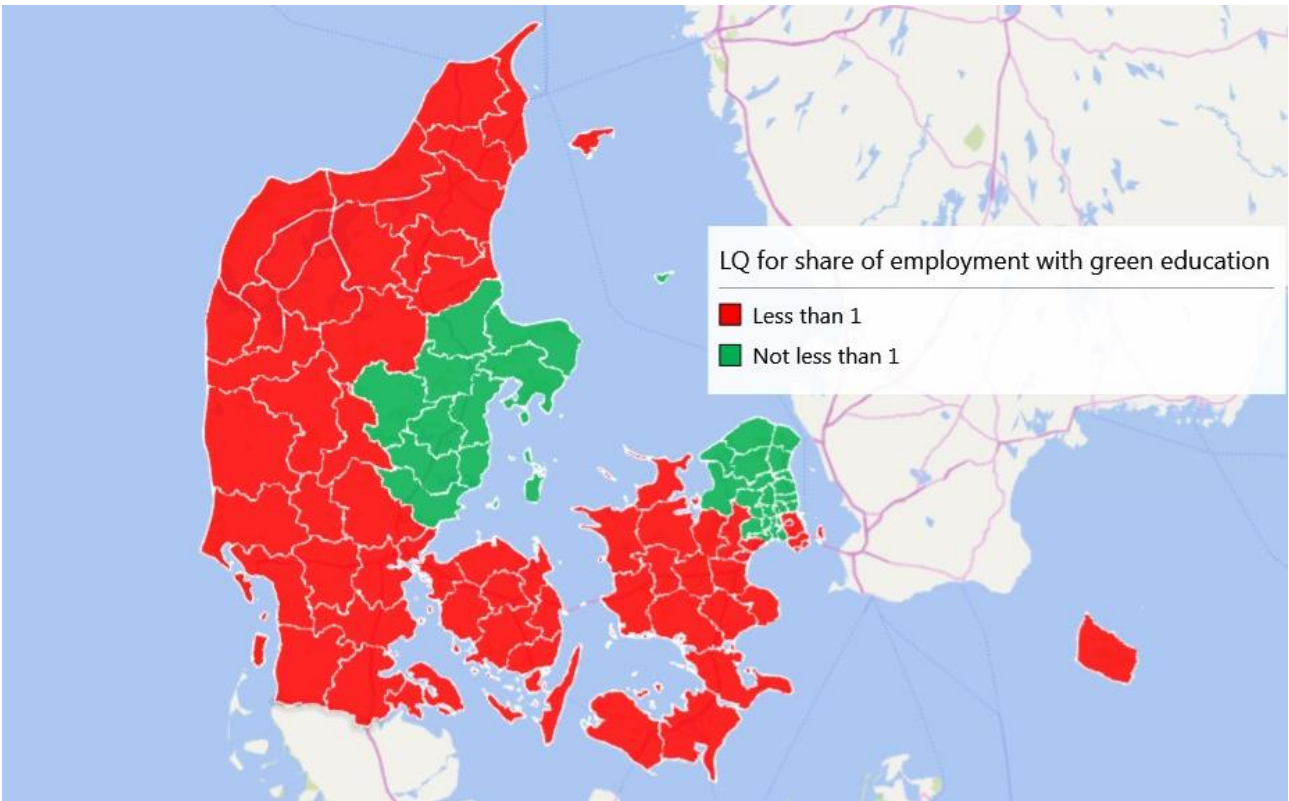 LQ for share of employment with green education
Less than 1
Not less than 1